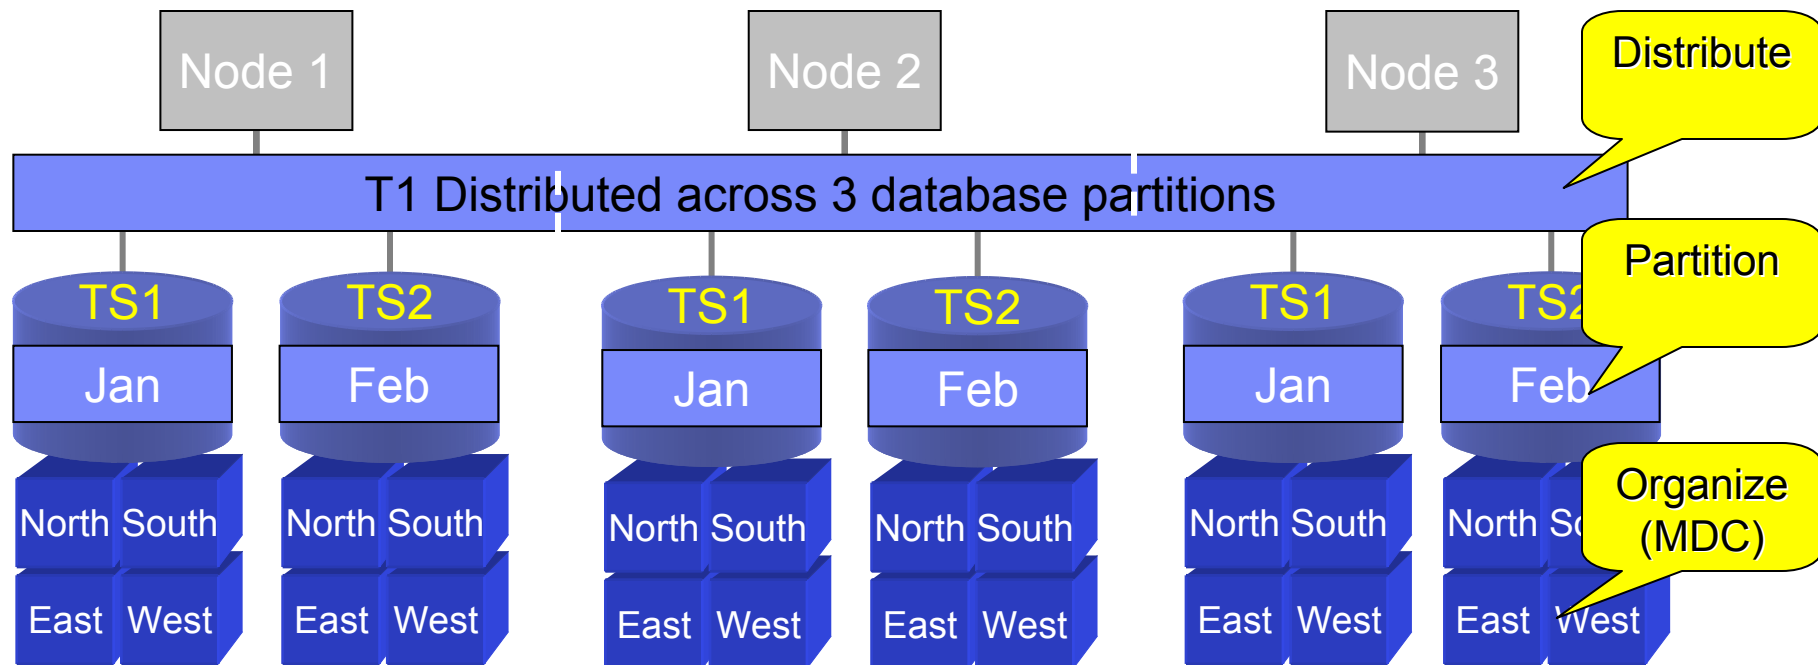 Node 1
Node 2
Node 3
Distribute
T1 Distributed across 3 database partitions
Partition
TS1
TS2
TS1
TS2
TS1
TS2
Jan
Feb
Jan
Feb
Jan
Feb
Organize
(MDC)
North South
North South
North South
North South
North South
North South
East West
East West
East West
East West
East West
East West